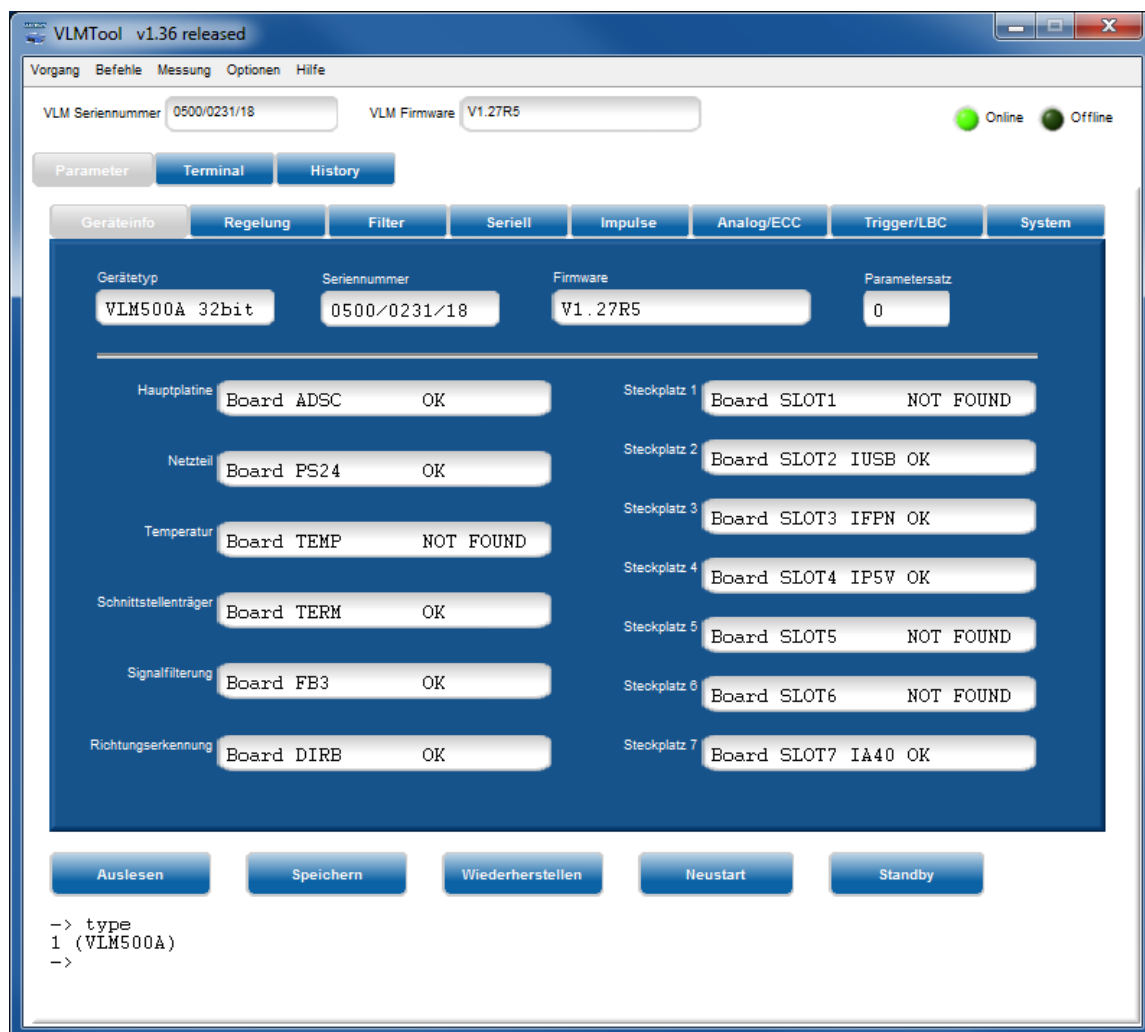 VLMTool v1.36 released
Vorgang Befehle Messung Optionen Hilfe
VLM Seriennummer 0500/0231/18 VLM Firmware V1.27R5 Online Offline
Parameter Terminal History
Geräteinfo Regelung Filter Seriell Impulse Analog/ECC Trigger/LBC System
Gerätetyp Seriennummer Firmware Parametersatz
VLM500A 32bit 0500/0231/18 V1.27R5 0
Hauptplatine Board ADSC OK
Netzteil Board PS24 OK
Temperatur Board TEMP NOT FOUND
Schnittstellenträger Board TERM OK
Signalfilterung Board FB3 OK
Richtungserkennung Board DIRB OK
Steckplatz 1 Board SLOT1 NOT FOUND
Steckplatz 2 Board SLOT2 IUSB OK
Steckplatz 3 Board SLOT3 IFPN OK
Steckplatz 4 Board SLOT4 IP5V OK
Steckplatz 5 Board SLOT5 NOT FOUND
Steckplatz 6 Board SLOT6 NOT FOUND
Steckplatz 7 Board SLOT7 IA40 OK
Auslesen Speichern Wiederherstellen Neustart Standby
-> type
1 (VLM500A)
->